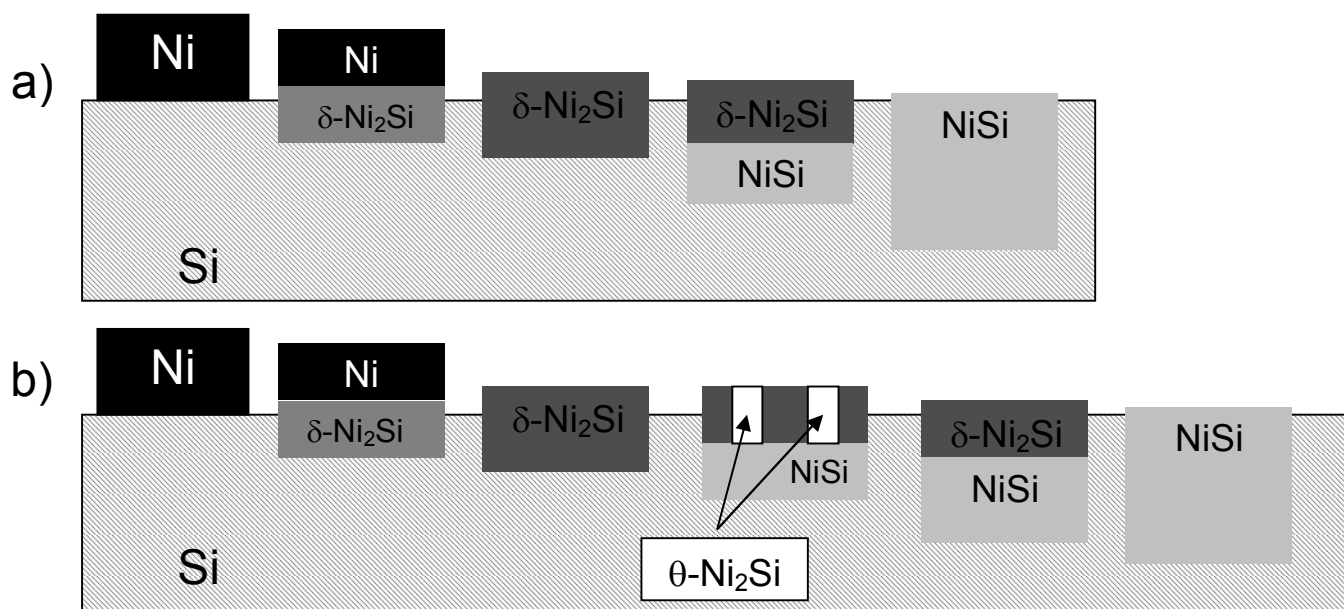 a)
Ni
Ni
δ-Ni₂Si
δ-Ni₂Si
δ-Ni₂Si
NiSi
NiSi
Si
b)
Ni
Ni
δ-Ni₂Si
δ-Ni₂Si
NiSi
θ-Ni₂Si
δ-Ni₂Si
NiSi
NiSi
Si